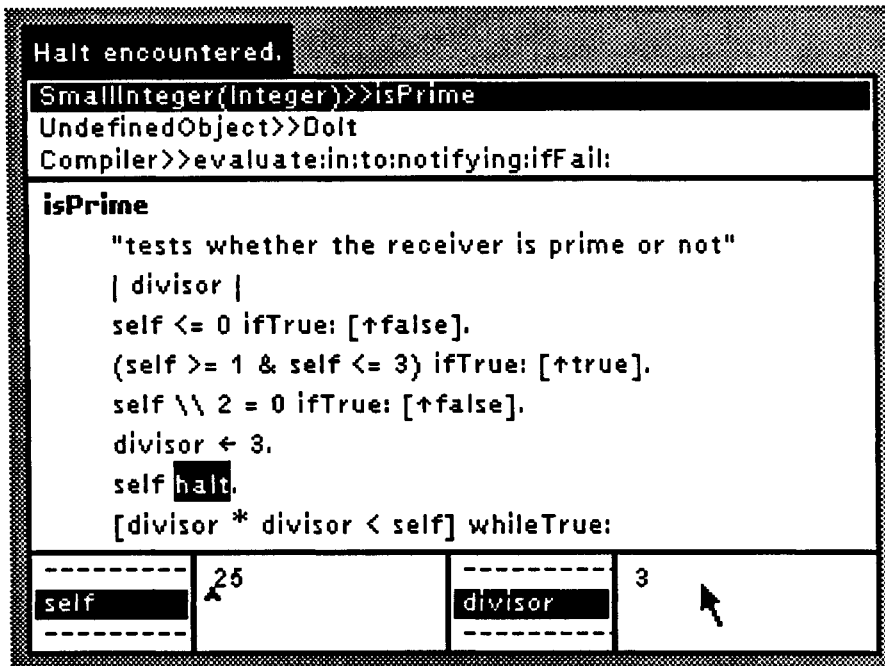 Halt encountered.
SmallInteger(Integer)>>isPrime
UndefinedObject>>DoIt
Compiler>>evaluate:in:to:notifying:ifFail:
isPrime
"tests whether the receiver is prime or not"
| divisor |
self <= 0 ifTrue: [↑false].
(self >= 1 & self <= 3) ifTrue: [↑true].
self \\ 2 = 0 ifTrue: [↑false].
divisor ← 3.
self halt.
[divisor * divisor < self] whileTrue:
self
25
divisor
3